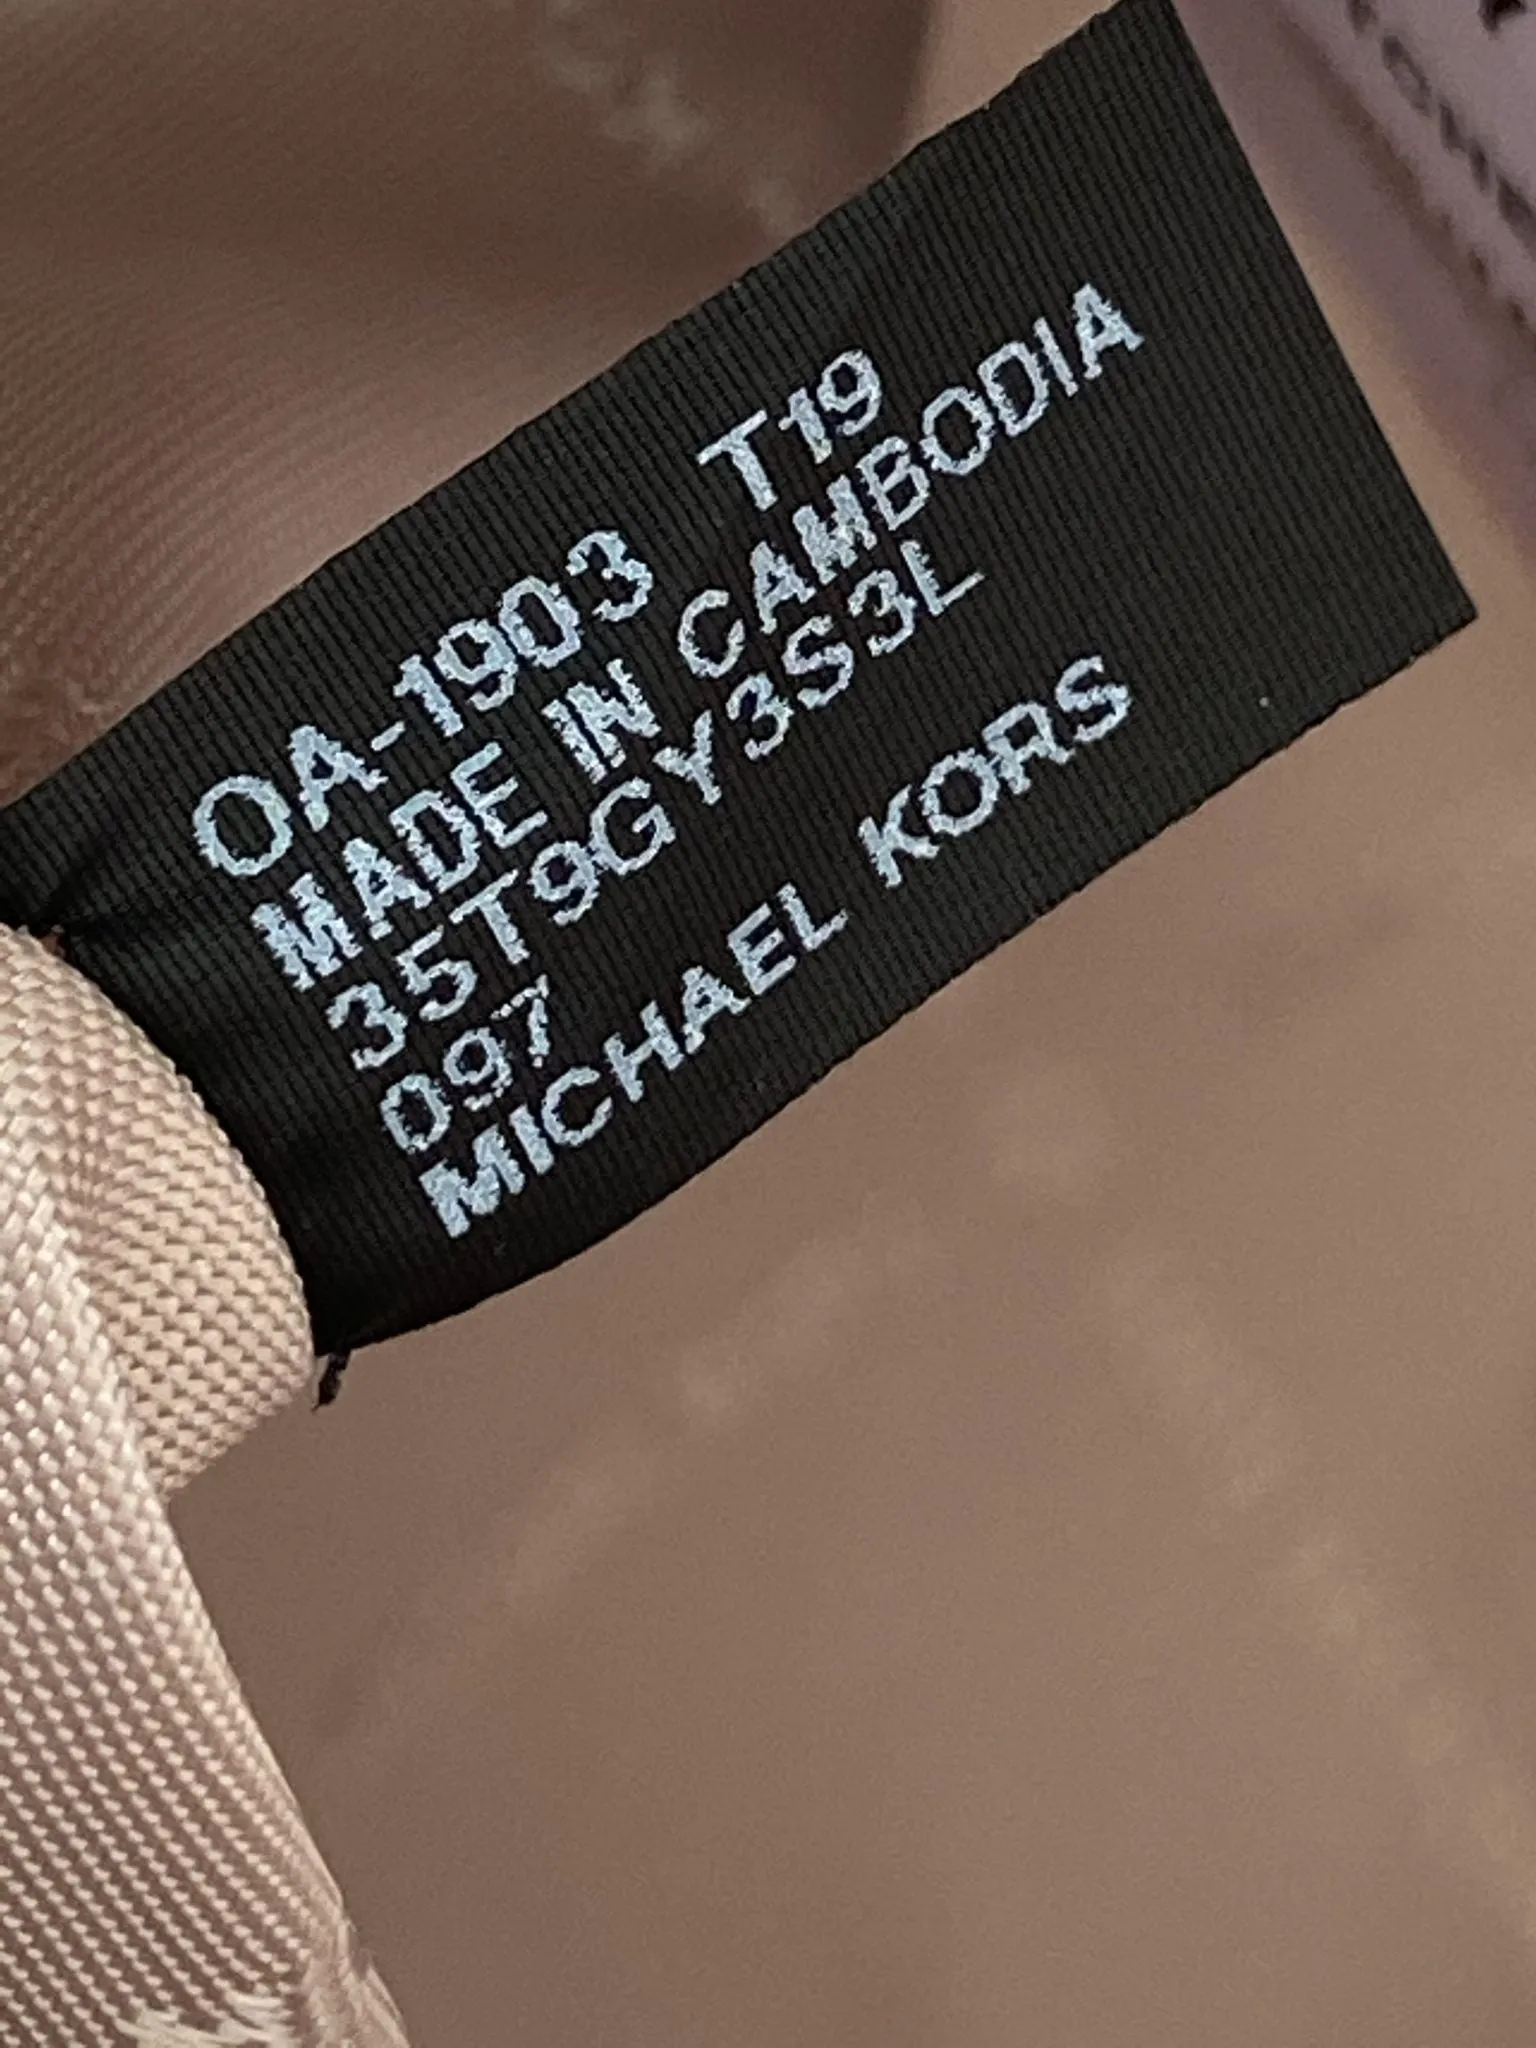 OA-1903 T19
MADE IN CAMBODIA
35T9GY3S3L
097
MICHAEL KORS